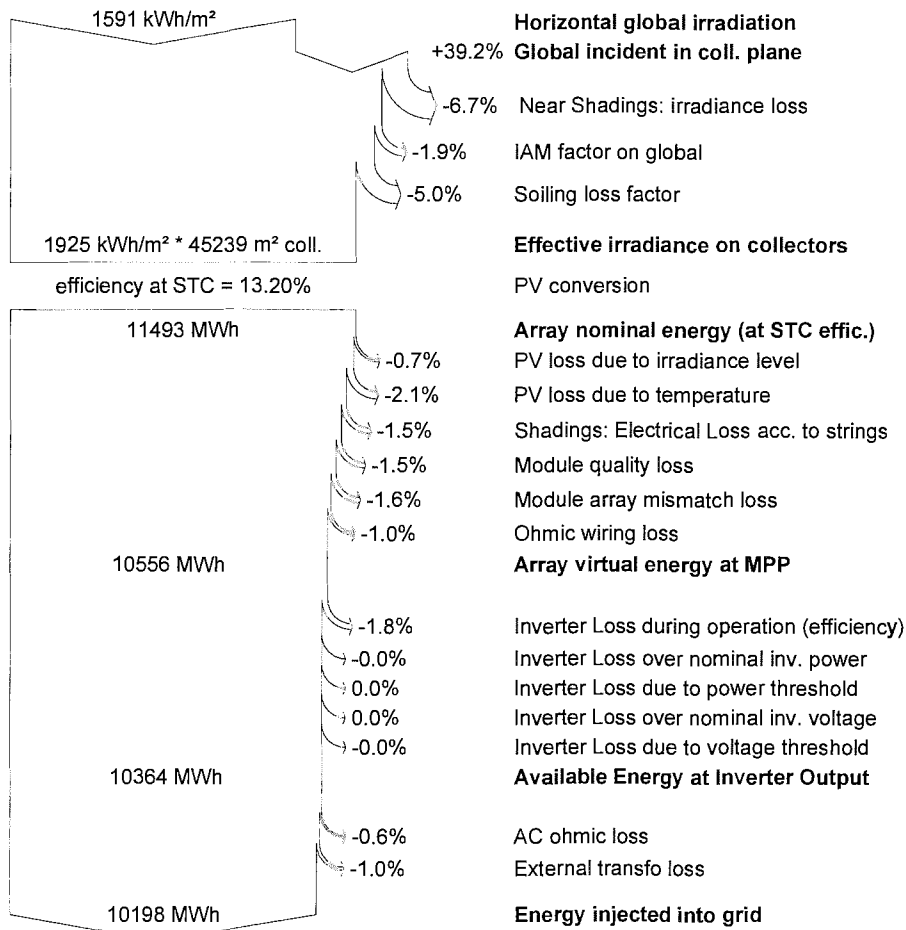 1591 kWh/m²
Horizontal global irradiation
+39.2% Global incident in coll. plane
-6.7% Near Shadings: irradiance loss
-1.9% IAM factor on global
-5.0% Soiling loss factor
1925 kWh/m² * 45239 m² coll. Effective irradiance on collectors
efficiency at STC = 13.20% PV conversion
11493 MWh Array nominal energy (at STC effic.)
-0.7% PV loss due to irradiance level
-2.1% PV loss due to temperature
-1.5% Shadings: Electrical Loss acc. to strings
-1.5% Module quality loss
-1.6% Module array mismatch loss
-1.0% Ohmic wiring loss
10556 MWh Array virtual energy at MPP
-1.8% Inverter Loss during operation (efficiency)
-0.0% Inverter Loss over nominal inv. power
0.0% Inverter Loss due to power threshold
0.0% Inverter Loss over nominal inv. voltage
-0.0% Inverter Loss due to voltage threshold
10364 MWh Available Energy at Inverter Output
-0.6% AC ohmic loss
-1.0% External transfo loss
10198 MWh Energy injected into grid